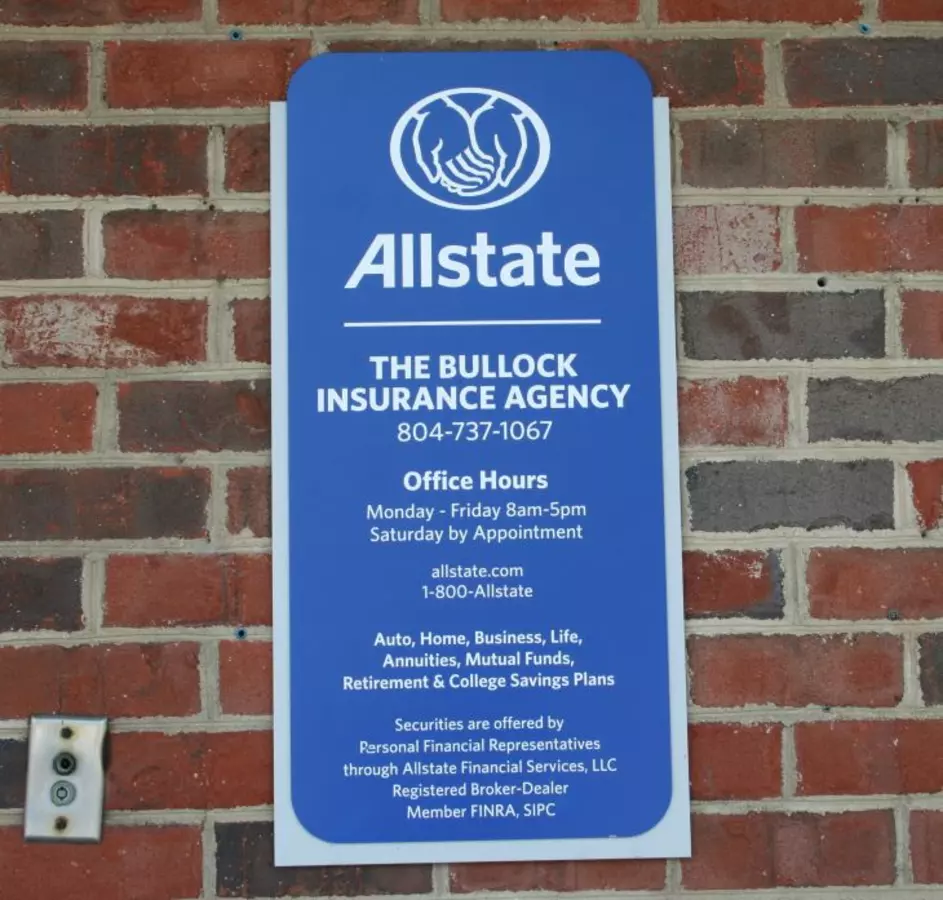 Allstate
THE BULLOCK
INSURANCE AGENCY
804-737-1067
Office Hours
Monday - Friday 8am-5pm
Saturday by Appointment
allstate.com
1-800-Allstate
Auto, Home, Business, Life,
Annuities, Mutual Funds,
Retirement & College Savings Plans
Securities are offered by
Personal Financial Representatives
through Allstate Financial Services, LLC
Registered Broker-Dealer
Member FINRA, SIPC